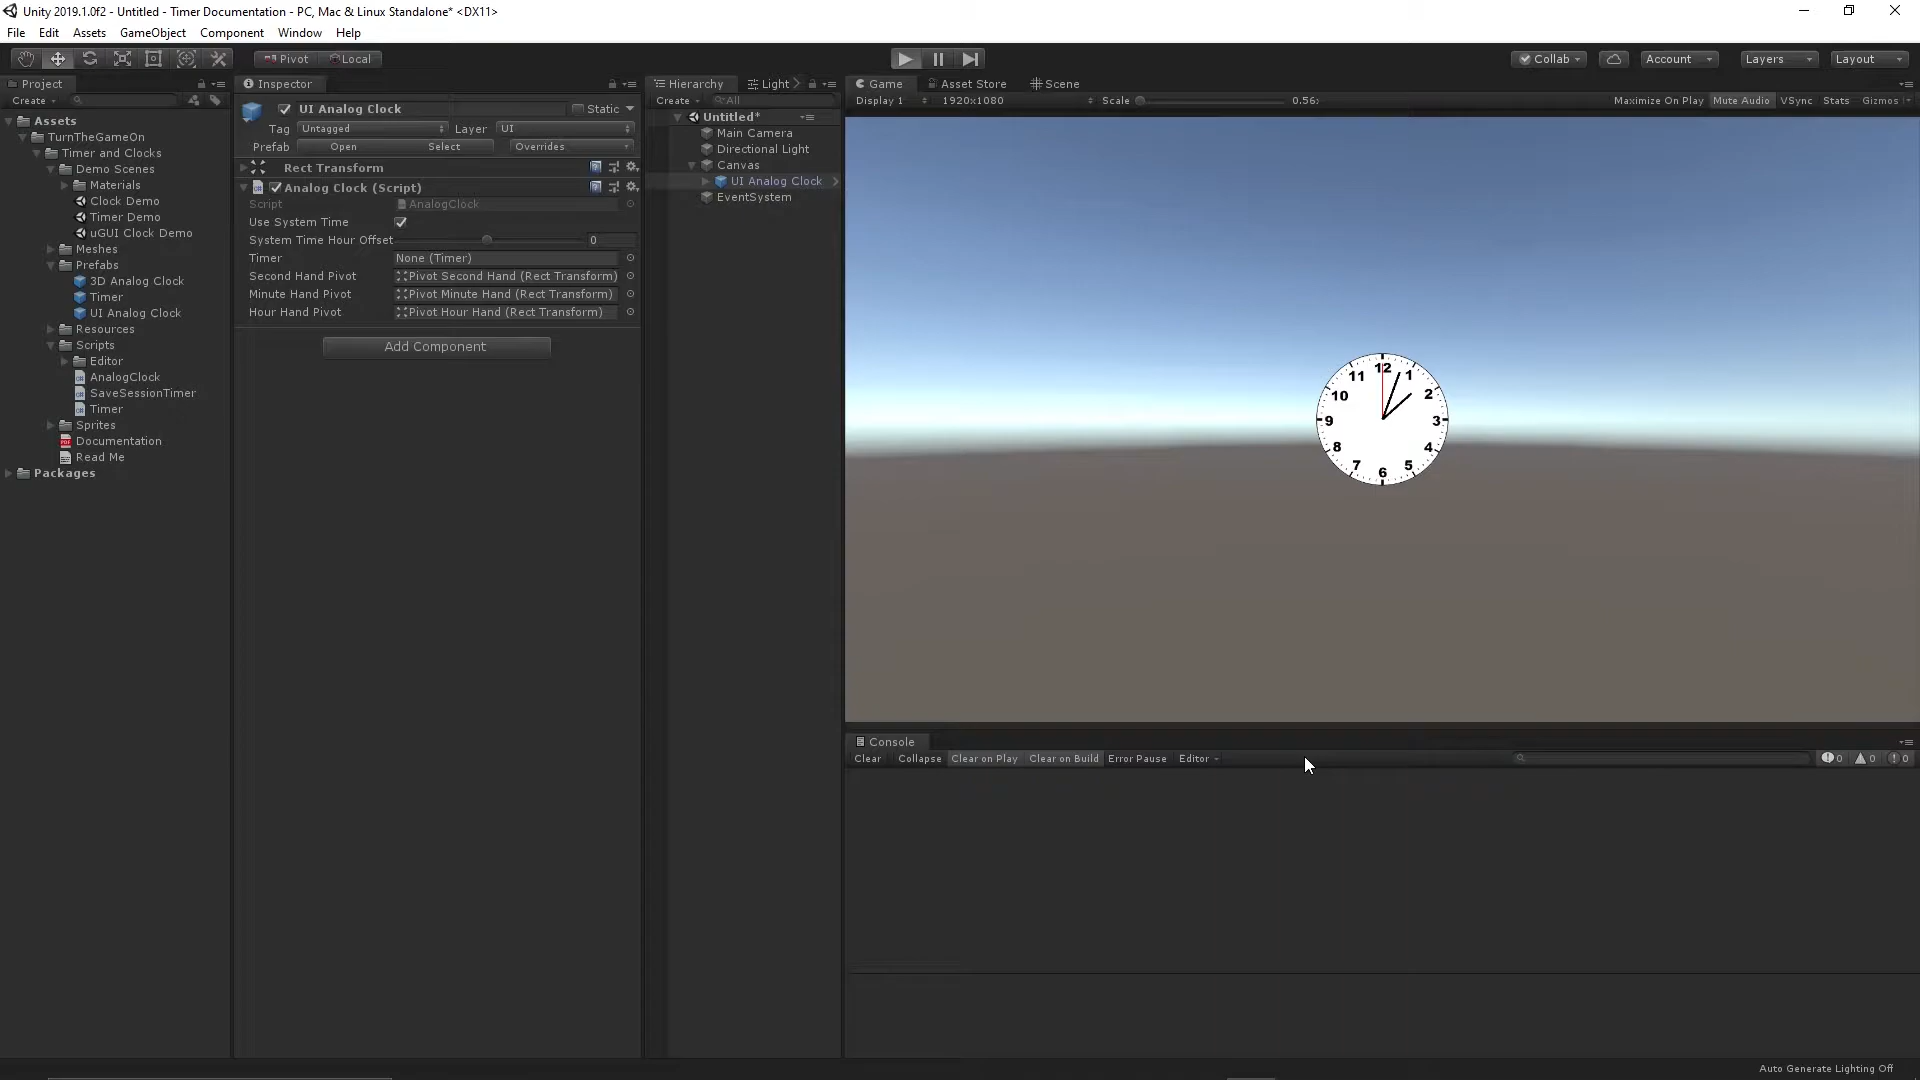 Unity 2019.1.0f2 - Untitled - Timer Documentation - PC, Mac & Linux Standalone* <DX11>
File Edit Assets GameObject Component Window Help
Pivot Local Collab Account Layers Layout
Project
Create
Assets
TurnTheGameOn
Timer and Clocks
Demo Scenes
Materials
Clock Demo
Timer Demo
uGUI Clock Demo
Meshes
Prefabs
3D Analog Clock
Timer
UI Analog Clock
Resources
Scripts
Editor
AnalogClock
SaveSessionTimer
Timer
Sprites
Documentation
Read Me
Packages
Inspector
UI Analog Clock Static
Tag Untagged Layer UI
Prefab Open Select Overrides
Rect Transform
Analog Clock (Script)
Script AnalogClock
Use System Time
System Time Hour Offset 0
Timer None (Timer)
Second Hand Pivot Pivot Second Hand (Rect Transform)
Minute Hand Pivot Pivot Minute Hand (Rect Transform)
Hour Hand Pivot Pivot Hour Hand (Rect Transform)
Add Component
Hierarchy Light
Create All
Untitled*
Main Camera
Directional Light
Canvas
UI Analog Clock
EventSystem
Game Asset Store Scene
Display 1 1920x1080 Scale 0.56: Maximize On Play Mute Audio VSync Stats Gizmos
12
1
2
3
4
5
6
7
8
9
10
11
Console
Clear Collapse Clear on Play Clear on Build Error Pause Editor 0 0 0
Auto Generate Lighting Off